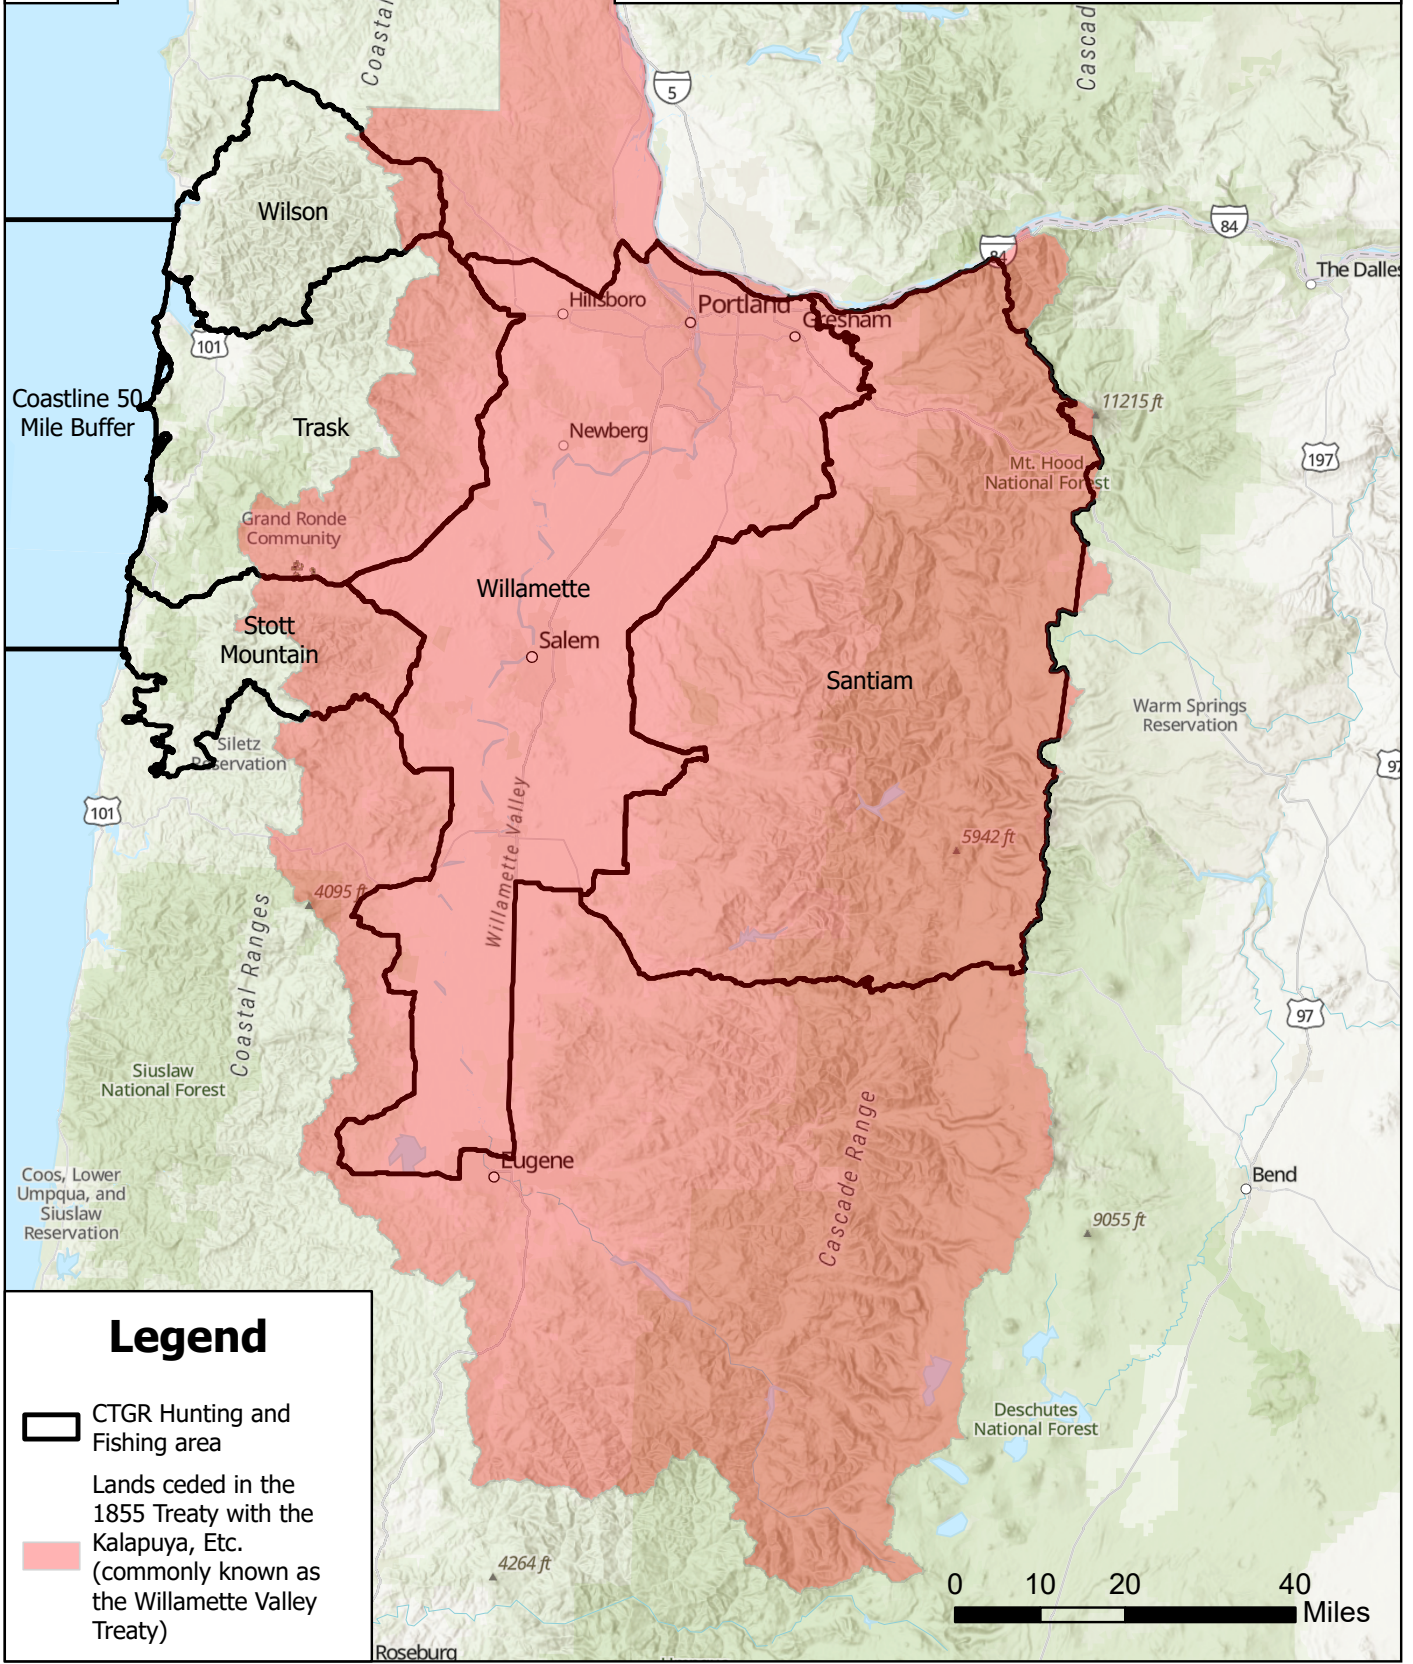 Coastal
Cascad
5
Wilson
84
84
The Dalles
Hillsboro
Portland
Gresham
101
Coastline 50
Mile Buffer
11215 ft
Trask
Newberg
197
Mt. Hood
National Forest
Grand Ronde
Community
Willamette
Stott
Mountain
Salem
Santiam
Warm Springs
Reservation
Siletz
Reservation
97
101
Willamette Valley
5942 ft
4095 ft
Coastal Ranges
97
Siuslaw
National Forest
Cascade Range
Eugene
Coos, Lower
Umpqua, and
Siuslaw
Reservation
Bend
9055 ft
Legend
CTGR Hunting and
Fishing area
Lands ceded in the
1855 Treaty with the
Kalapuya, Etc.
(commonly known as
the Willamette Valley
Treaty)
Deschutes
National Forest
4264 ft
0 10 20 40
Miles
Roseburg